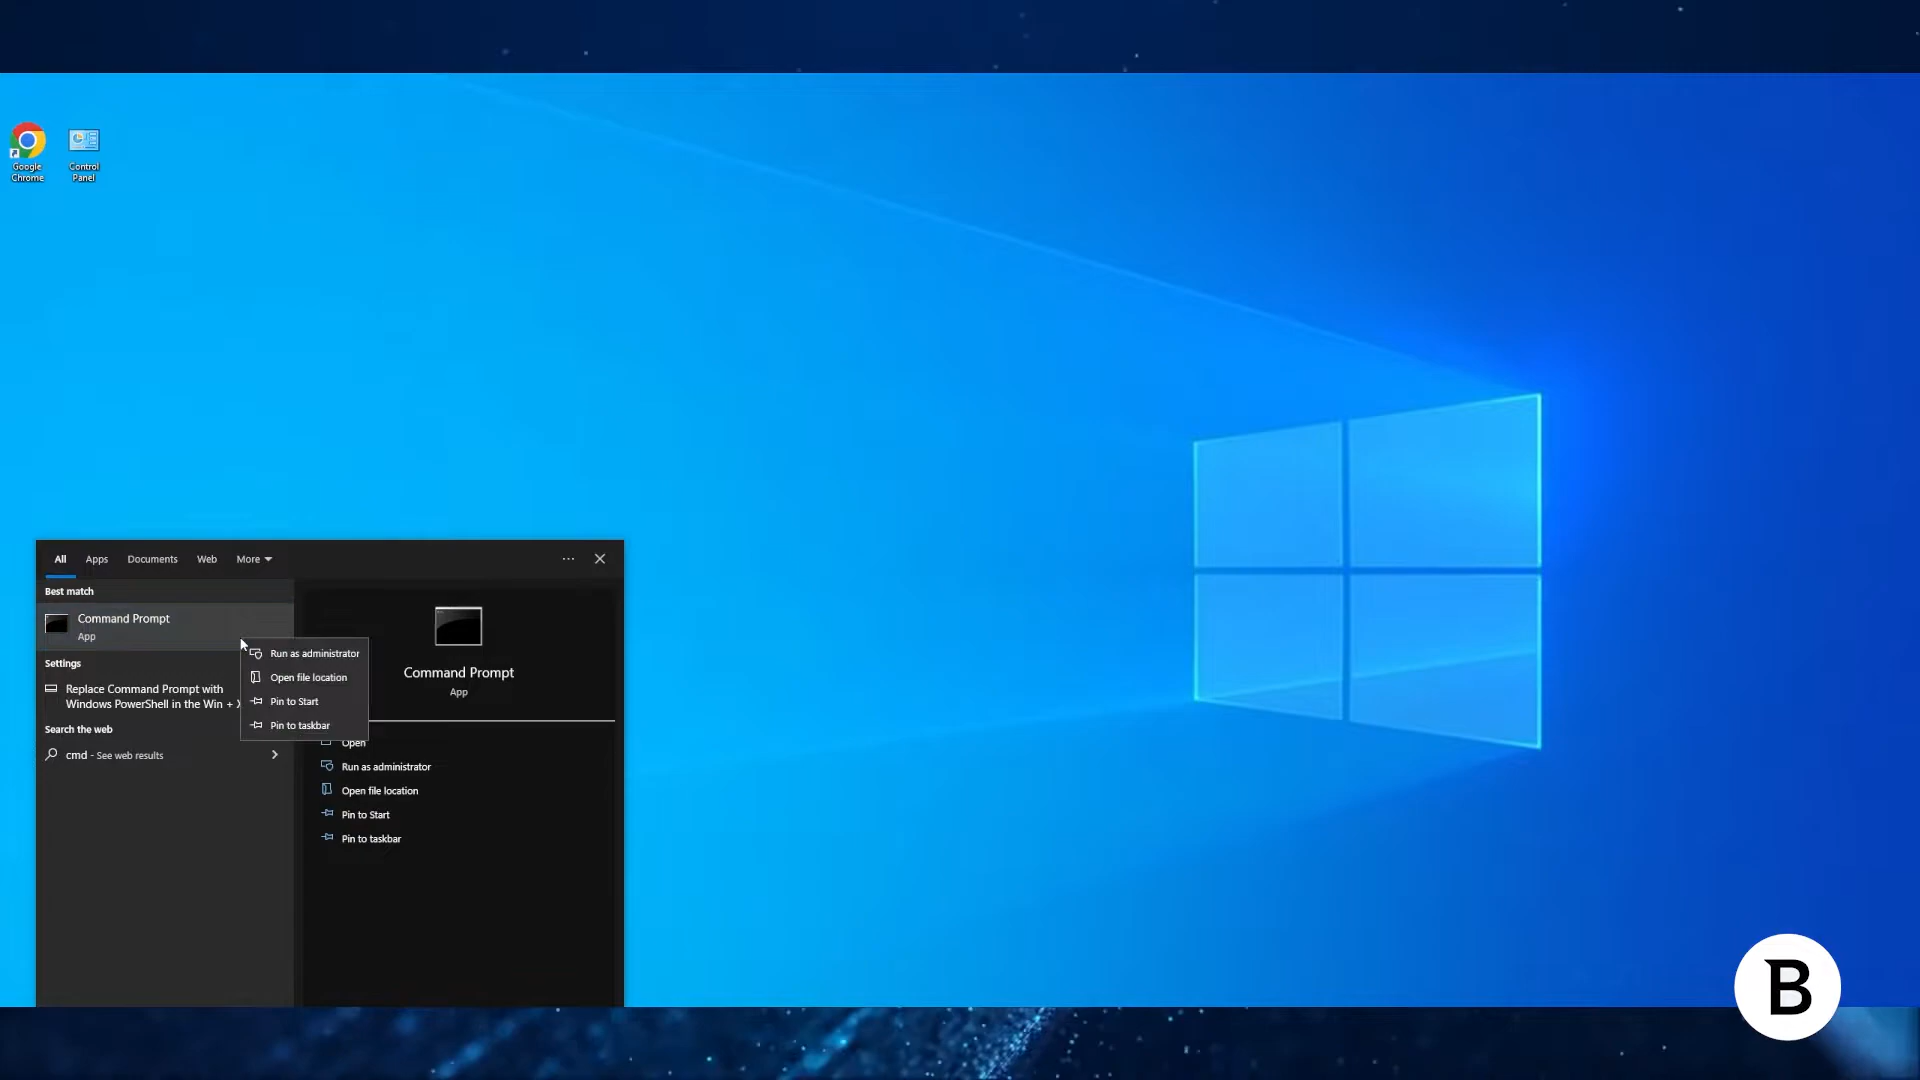 Google
Chrome
Control
Panel
All
Apps
Documents
Web
More
Best match
Command Prompt
App
Settings
Replace Command Prompt with
Windows PowerShell in the Win +
Search the web
cmd - See web results
Run as administrator
Open file location
Pin to Start
Pin to taskbar
Command Prompt
App
Open
Run as administrator
Open file location
Pin to Start
Pin to taskbar
B